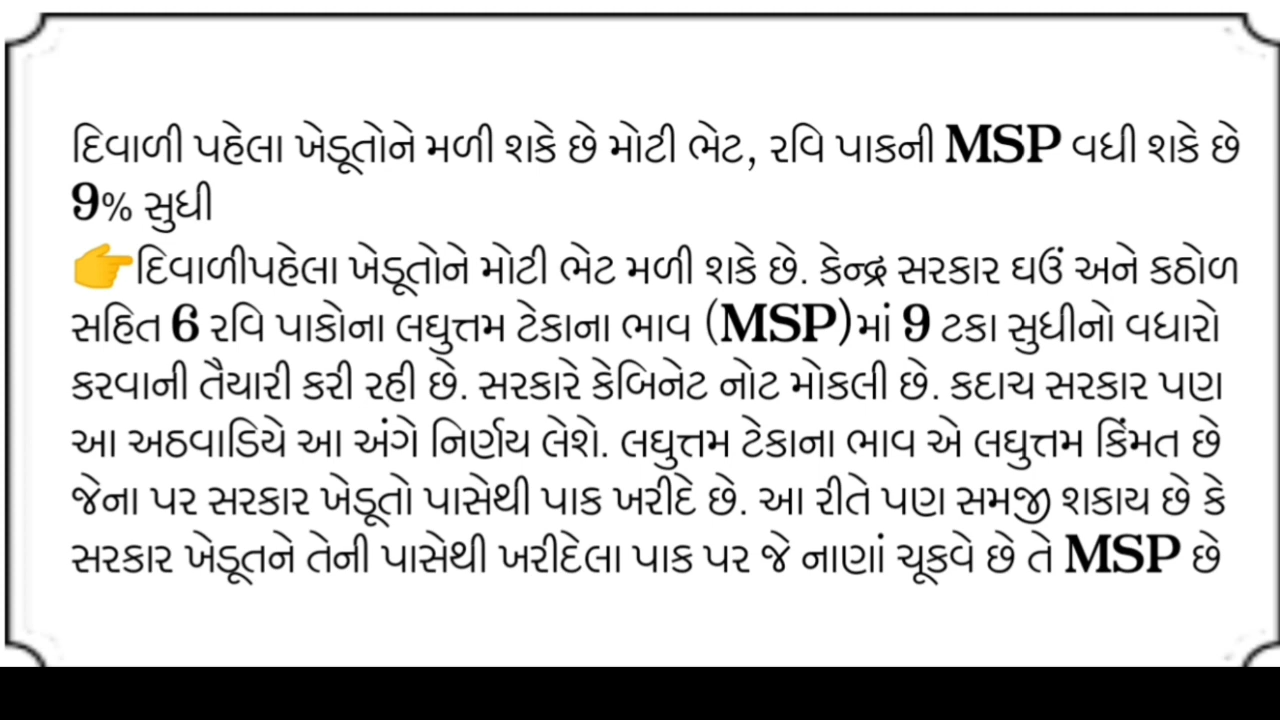 દિવાળી પહેલા ખેડૂતોને મળી શકે છે મોટી ભેટ, રવિ પાકની MSP વધી શકે છે
9% સુધી
👉દિવાળીપહેલા ખેડૂતોને મોટી ભેટ મળી શકે છે. કેન્દ્ર સરકાર ઘઉં અને કઠોળ
સહિત 6 રવિ પાકોના લઘુત્તમ ટેકાના ભાવ (MSP)માં 9 ટકા સુધીનો વધારો
કરવાની તૈયારી કરી રહી છે. સરકારે કેબિનેટ નોટ મોકલી છે. કદાચ સરકાર પણ
આ અઠવાડિયે આ અંગે નિર્ણય લેશે. લઘુત્તમ ટેકાના ભાવ એ લઘુત્તમ કિંમત છે
જેના પર સરકાર ખેડૂતો પાસેથી પાક ખરીદે છે. આ રીતે પણ સમજી શકાય છે કે
સરકાર ખેડૂતને તેની પાસેથી ખરીદેલા પાક પર જે નાણાં ચૂકવે છે તે MSP છે